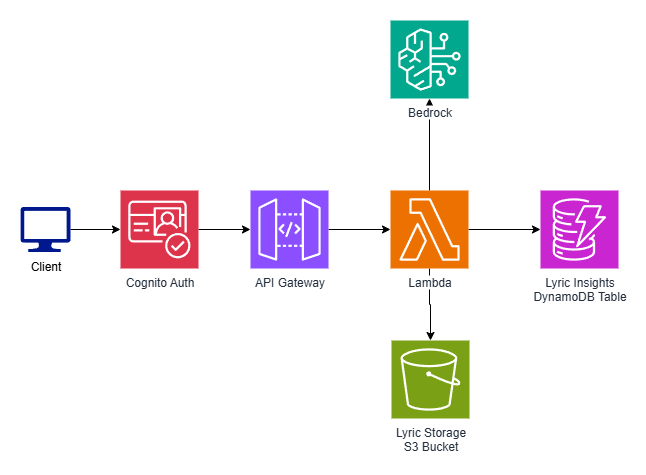 Bedrock
Client
Cognito Auth
API Gateway
Lambda
Lyric Insights
DynamoDB Table
Lyric Storage
S3 Bucket